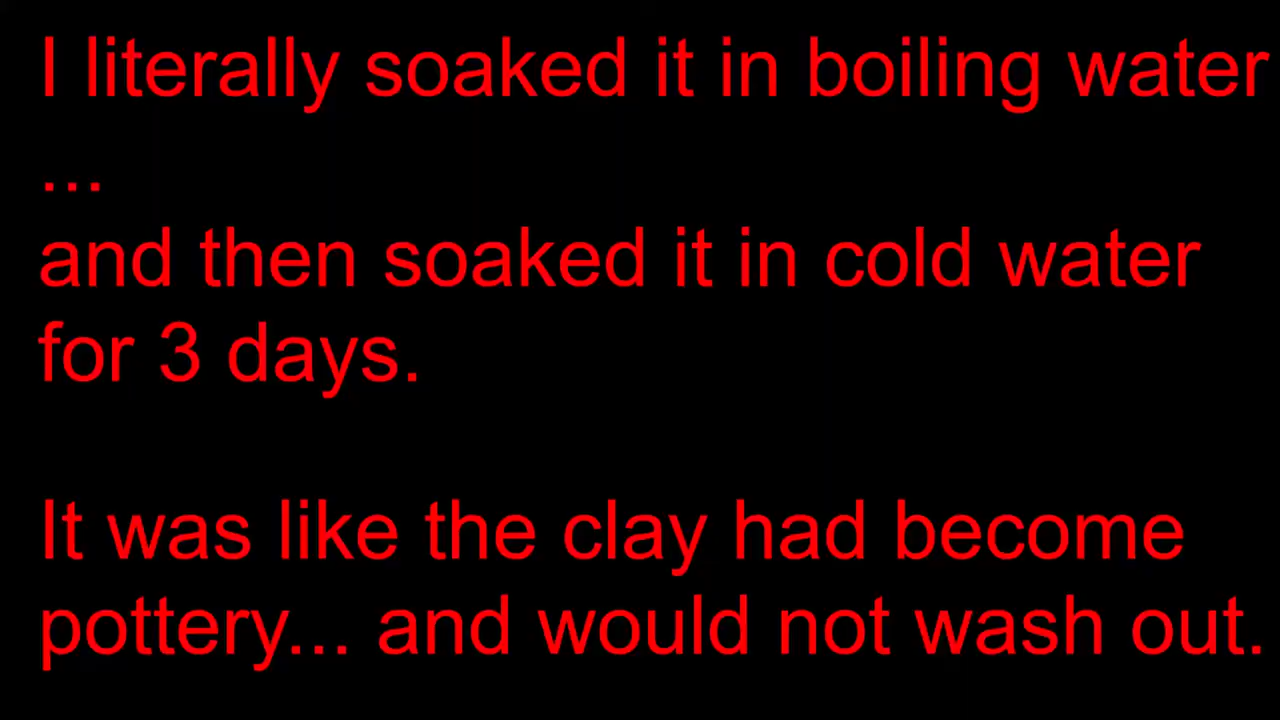 I literally soaked it in boiling water
...
and then soaked it in cold water
for 3 days.
It was like the clay had become
pottery... and would not wash out.